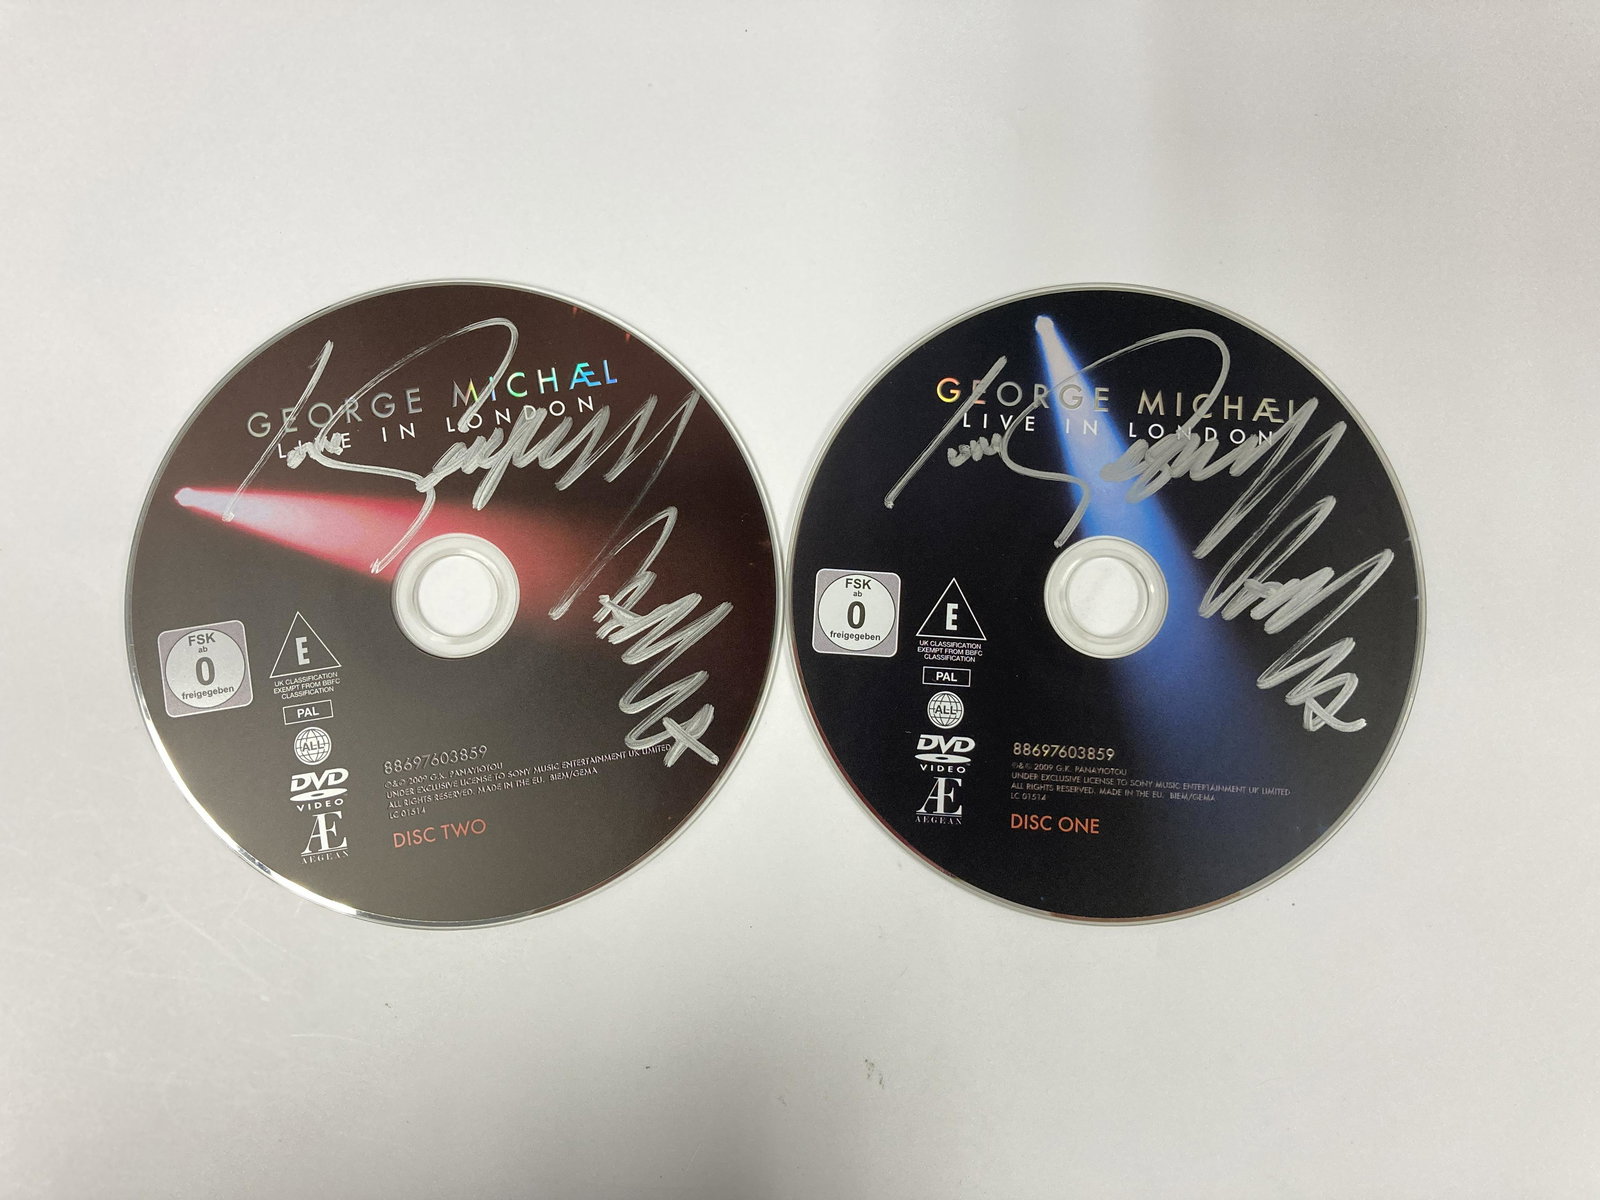 GEORGE MICHÆL
LIVE IN LONDON
FSK
ab
0
freigegeben
E
UK CLASSIFICATION
EXEMPT FROM BBFC
CLASSIFICATION
PAL
ALL
DVD
VIDEO
Æ
AEGEAN
88697603859
℗&© 2009 G.K. PANAYIOTOU
UNDER EXCLUSIVE LICENSE TO SONY MUSIC ENTERTAINMENT UK LIMITED
ALL RIGHTS RESERVED. MADE IN THE EU. BIEM/GEMA
LC 01514
DISC TWO
GEORGE MICHÆL
LIVE IN LONDON
FSK
ab
0
freigegeben
E
UK CLASSIFICATION
EXEMPT FROM BBFC
CLASSIFICATION
PAL
ALL
DVD
VIDEO
Æ
AEGEAN
88697603859
℗&© 2009 G.K. PANAYIOTOU
UNDER EXCLUSIVE LICENSE TO SONY MUSIC ENTERTAINMENT UK LIMITED
ALL RIGHTS RESERVED. MADE IN THE EU. BIEM/GEMA
LC 01514
DISC ONE